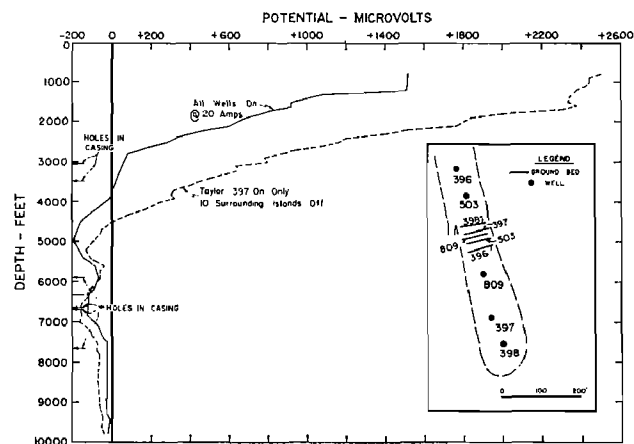 POTENTIAL – MICROVOLTS
-200 0 +200 +600 +1000 +1400 +1800 +2200 +2600
DEPTH – FEET
0
1000
2000
3000
4000
5000
6000
7000
8000
9000
10000
All Wells On
@ 20 Amps
HOLES IN
CASING
Taylor 397 On Only
10 Surrounding Islands Off
HOLES IN CASING
LEGEND
GROUND BED
WELL
396
503
398
397
809
503
396
809
397
398
0 100 200'